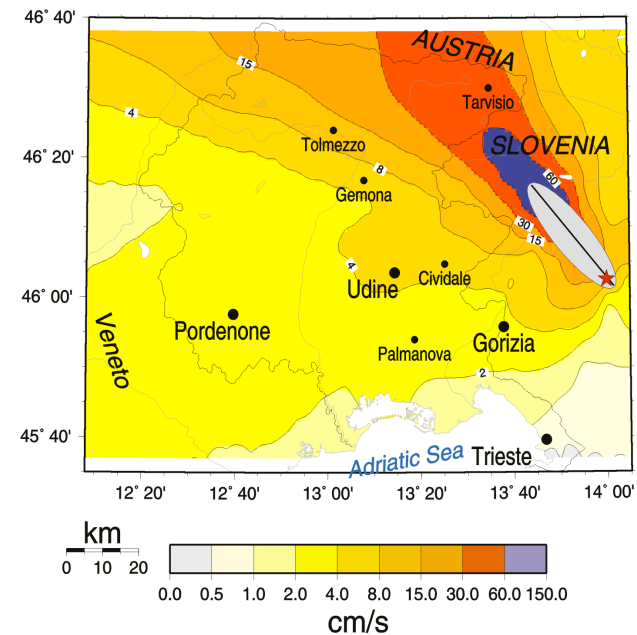 46° 40'
AUSTRIA
15
Tarvisio
4
Tolmezzo
SLOVENIA
46° 20'
8
60
Gemona
30
15
4
Udine
Cividale
46° 00'
Pordenone
Gorizia
Veneto
Palmanova
2
45° 40'
Adriatic Sea
Trieste
12° 20' 12° 40' 13° 00' 13° 20' 13° 40' 14° 00'
km
0 10 20
0.0 0.5 1.0 2.0 4.0 8.0 15.0 30.0 60.0 150.0
cm/s